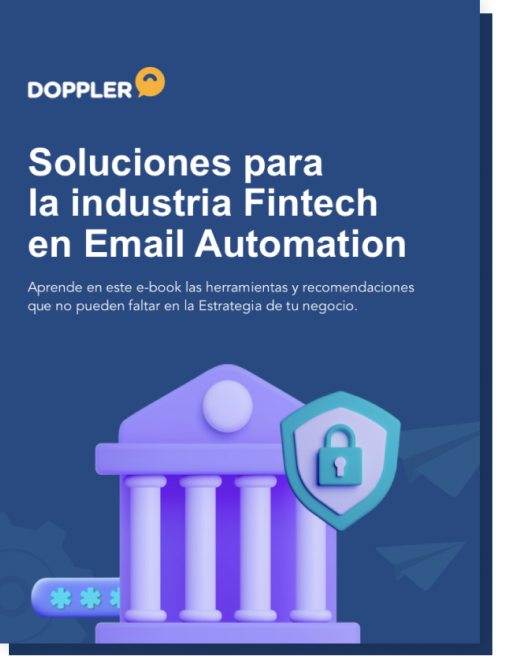 DOPPLER
Soluciones para
la industria Fintech
en Email Automation
Aprende en este e-book las herramientas y recomendaciones
que no pueden faltar en la Estrategia de tu negocio.